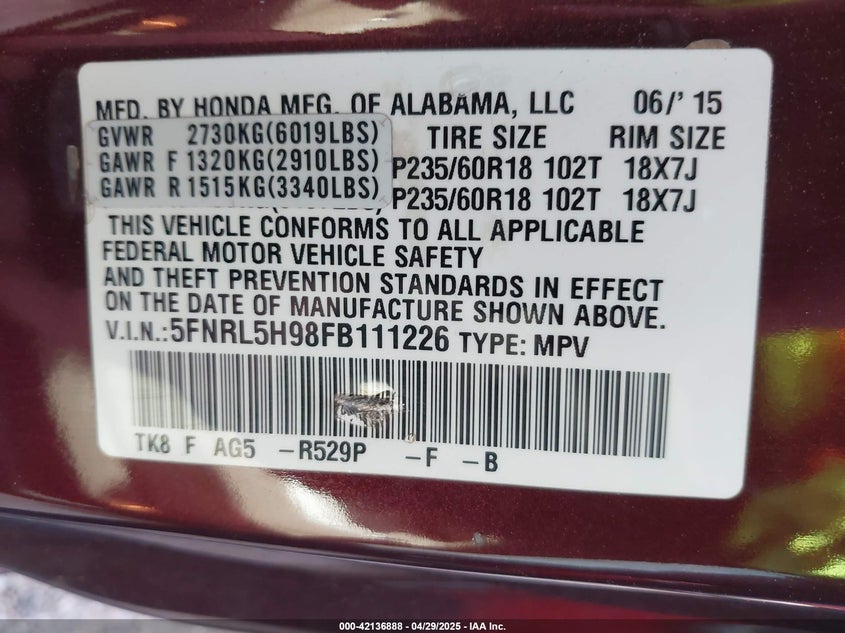 MFD. BY HONDA MFG. OF ALABAMA, LLC 06/' 15
GVWR 2730KG(6019LBS) TIRE SIZE RIM SIZE
GAWR F 1320KG(2910LBS) P235/60R18 102T 18X7J
GAWR R 1515KG(3340LBS) P235/60R18 102T 18X7J
THIS VEHICLE CONFORMS TO ALL APPLICABLE
FEDERAL MOTOR VEHICLE SAFETY
AND THEFT PREVENTION STANDARDS IN EFFECT
ON THE DATE OF MANUFACTURE SHOWN ABOVE.
V.I.N.:5FNRL5H98FB111226 TYPE: MPV
TK8 F AG5 -R529P -F -B
000-42136888 - 04/29/2025 - IAA Inc.